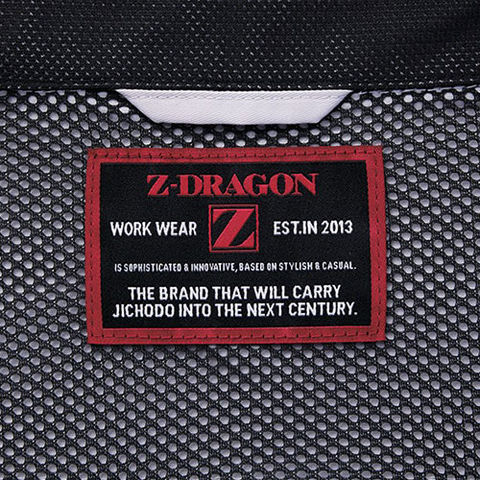 Z-DRAGON
WORK WEAR Z EST.IN 2013
IS SOPHISTICATED & INNOVATIVE, BASED ON STYLISH & CASUAL.
THE BRAND THAT WILL CARRY
JICHODO INTO THE NEXT CENTURY.